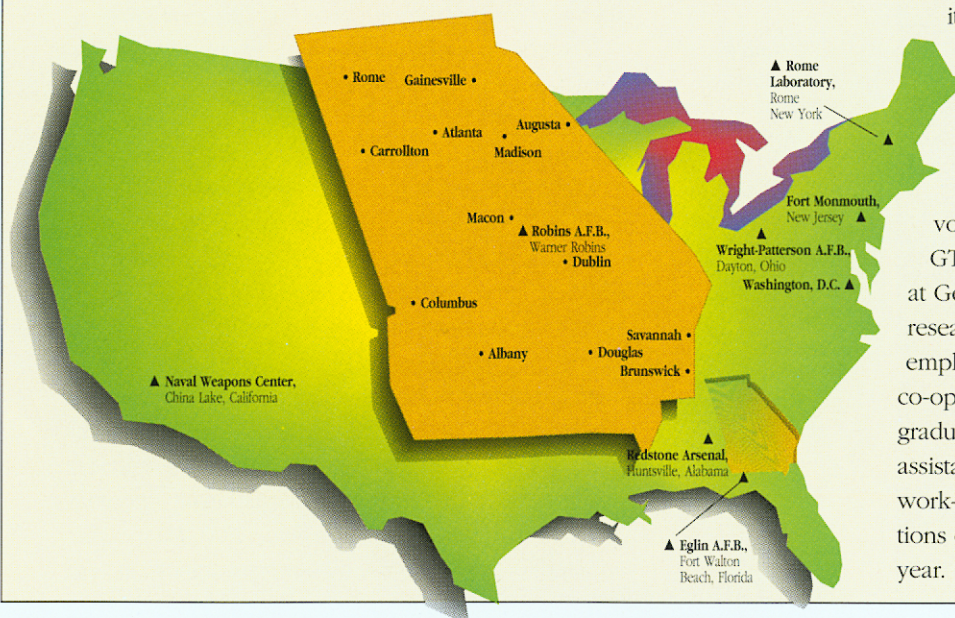 Rome
Gainesville
Augusta
Atlanta
Madison
Carrollton
Macon
Robins A.F.B.,
Warner Robins
Dublin
Columbus
Savannah
Albany
Douglas
Brunswick
Naval Weapons Center,
China Lake, California
Rome
Laboratory,
Rome
New York
Fort Monmouth,
New Jersey
Wright-Patterson A.F.B.,
Dayton, Ohio
Washington, D.C.
Redstone Arsenal,
Huntsville, Alabama
Eglin A.F.B.,
Fort Walton
Beach, Florida
it
vo
GT
at Ge
resea
empl
co-op
gradu
assista
work-
tions
year.